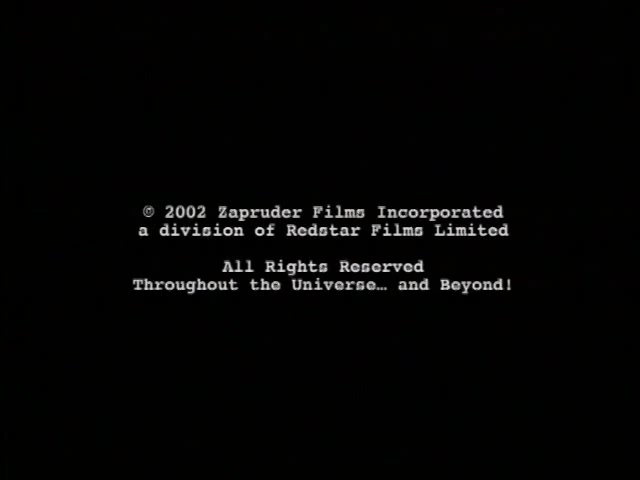 © 2002 Zapruder Films Incorporated
a division of Redstar Films Limited
All Rights Reserved
Throughout the Universe… and Beyond!